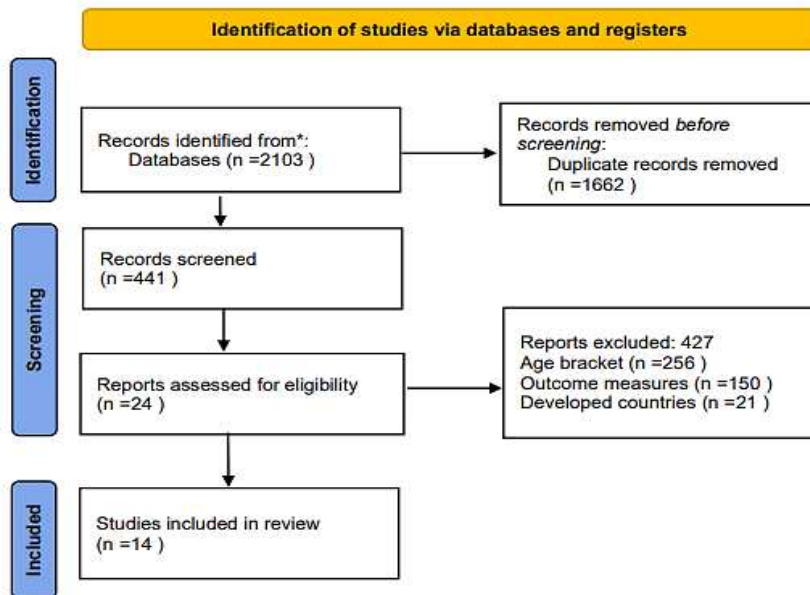 Identification of studies via databases and registers
Identification
Records identified from*:
Databases (n =2103 )
Records removed before
screening:
Duplicate records removed
(n =1662 )
Screening
Records screened
(n =441 )
Reports assessed for eligibility
(n =24 )
Reports excluded: 427
Age bracket (n =256 )
Outcome measures (n =150 )
Developed countries (n =21 )
Included
Studies included in review
(n =14 )